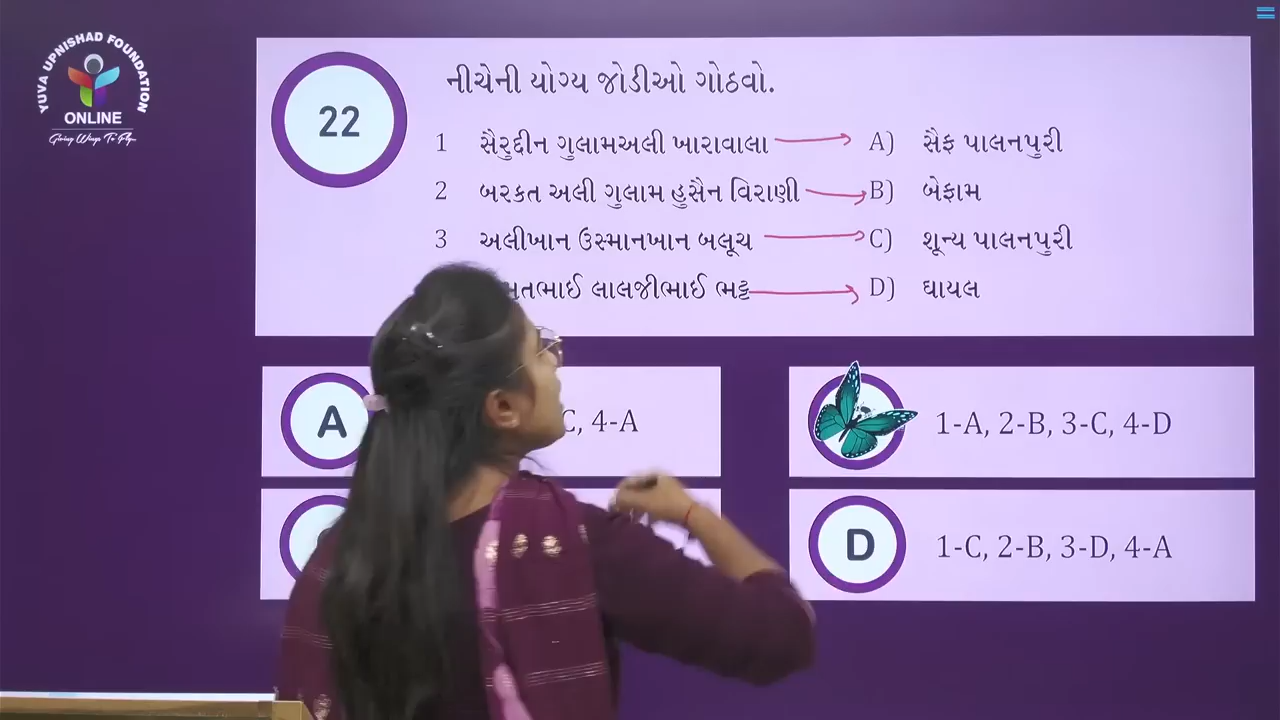 YUVA UPNISHAD FOUNDATION
ONLINE
Giving Wings To Fly..
22
નીચેની યોગ્ય જોડીઓ ગોઠવો.
1 સૈરુદ્દીન ગુલામઅલી ખારાવાલા A) સૈફ પાલનપુરી
2 બરકત અલી ગુલામ હુસૈન વિરાણી B) બેફામ
3 અલીખાન ઉસ્માનખાન બલૂચ C) શૂન્ય પાલનપુરી
લાલજીભાઈ ભટ્ટ D) ઘાયલ
A C, 4-A
1-A, 2-B, 3-C, 4-D
D 1-C, 2-B, 3-D, 4-A